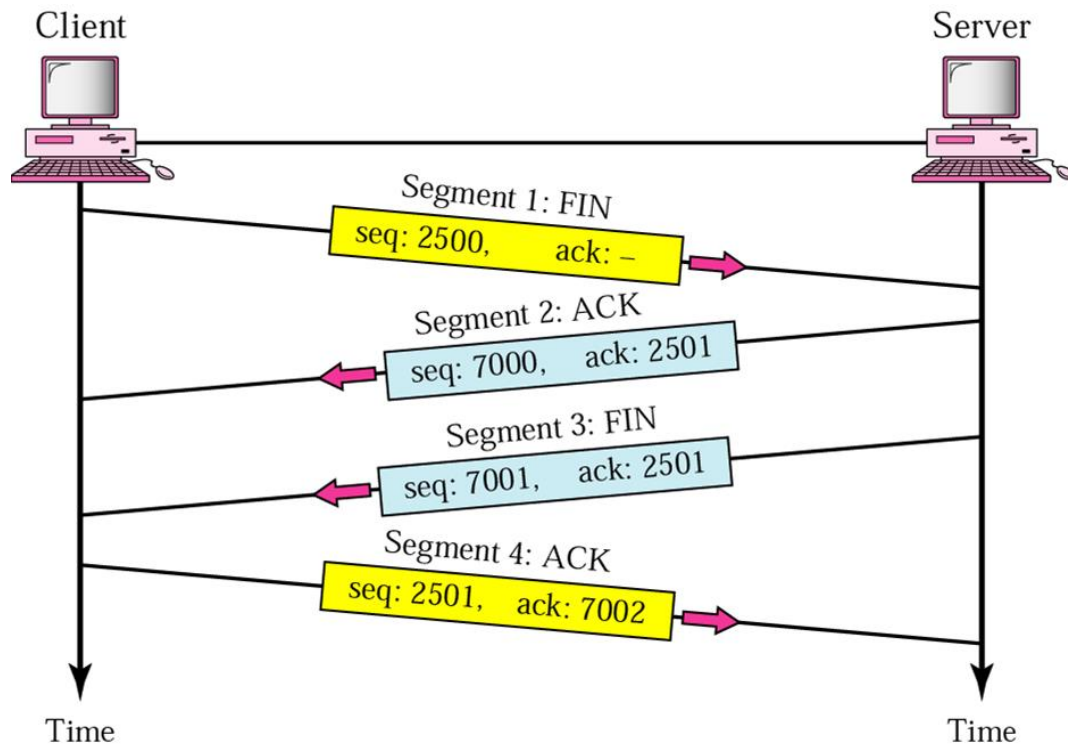 Client
Server
Segment 1: FIN
seq: 2500, ack: –
Segment 2: ACK
seq: 7000, ack: 2501
Segment 3: FIN
seq: 7001, ack: 2501
Segment 4: ACK
seq: 2501, ack: 7002
Time
Time